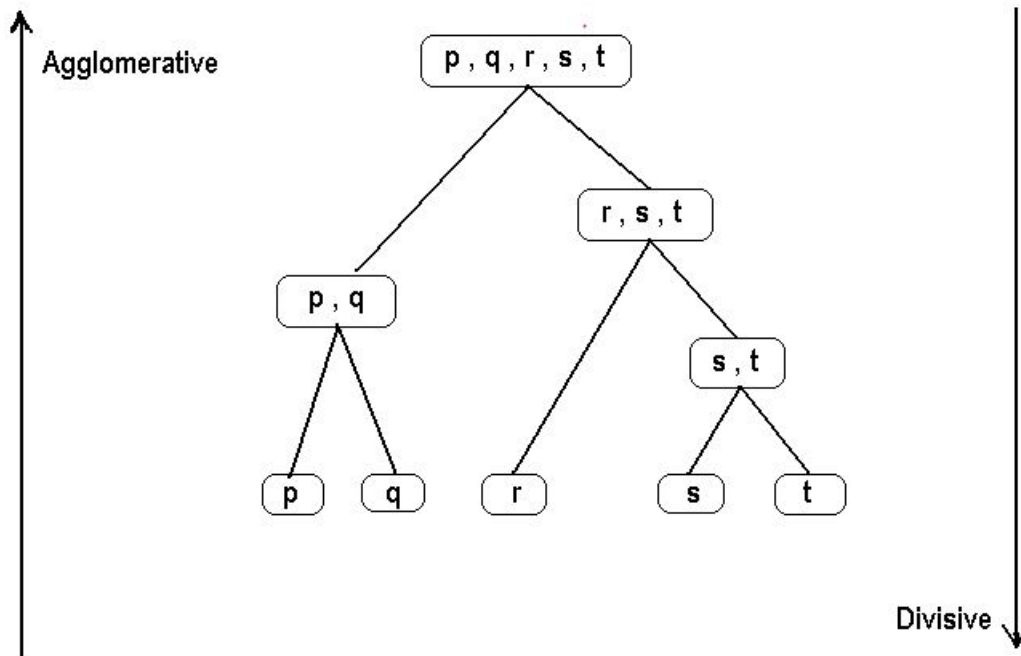 Agglomerative
p , q , r , s , t
r , s , t
p , q
s , t
p
q
r
s
t
Divisive